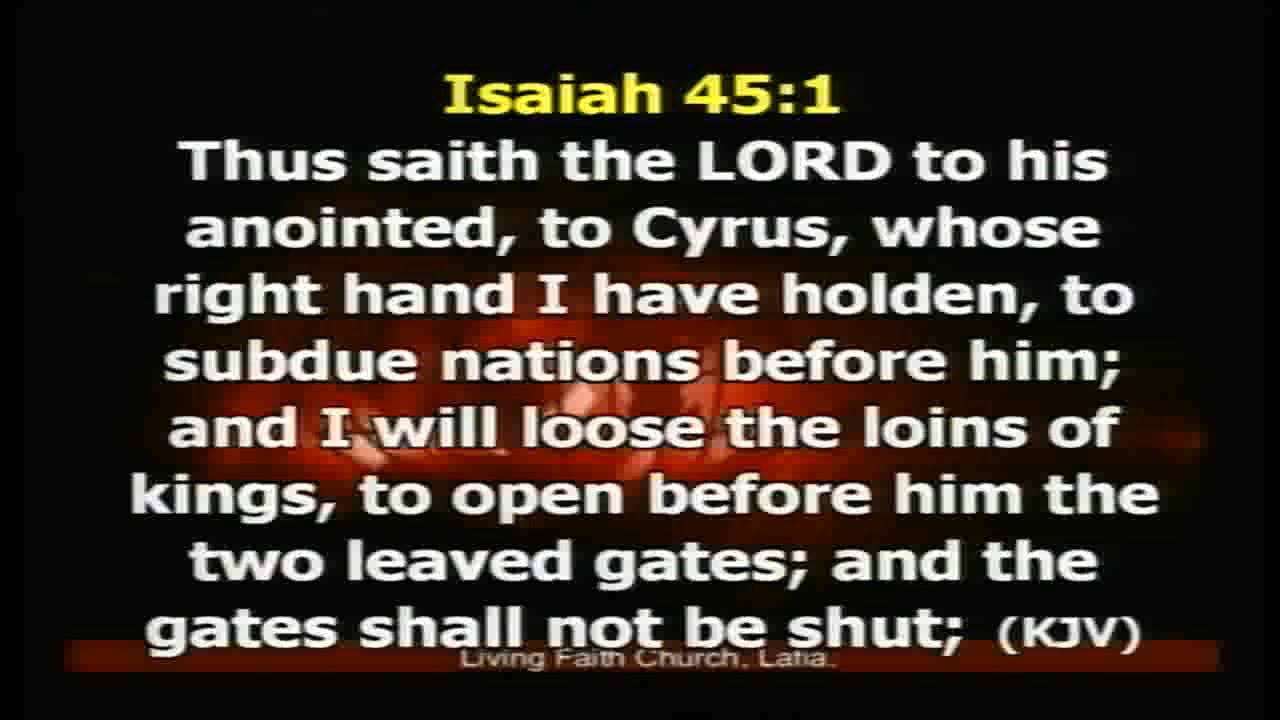 Isaiah 45:1
Thus saith the LORD to his
anointed, to Cyrus, whose
right hand I have holden, to
subdue nations before him;
and I will loose the loins of
kings, to open before him the
two leaved gates; and the
gates shall not be shut; (KJV)
Living Faith Church,